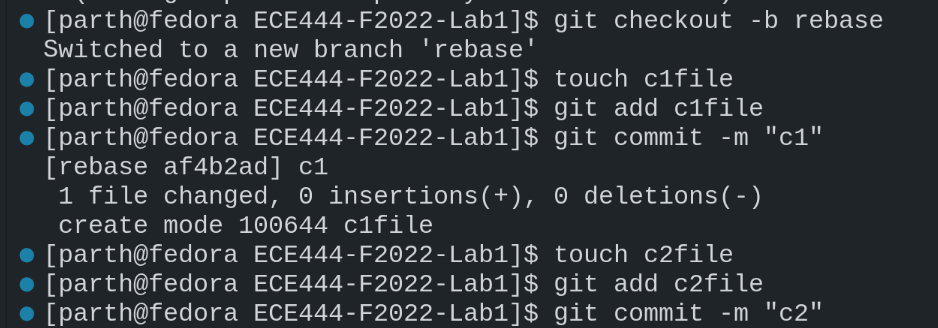 [parth@fedora ECE444-F2022-Lab1]$ git checkout -b rebase
Switched to a new branch 'rebase'
[parth@fedora ECE444-F2022-Lab1]$ touch c1file
[parth@fedora ECE444-F2022-Lab1]$ git add c1file
[parth@fedora ECE444-F2022-Lab1]$ git commit -m "c1"
[rebase af4b2ad] c1
 1 file changed, 0 insertions(+), 0 deletions(-)
 create mode 100644 c1file
[parth@fedora ECE444-F2022-Lab1]$ touch c2file
[parth@fedora ECE444-F2022-Lab1]$ git add c2file
[parth@fedora ECE444-F2022-Lab1]$ git commit -m "c2"